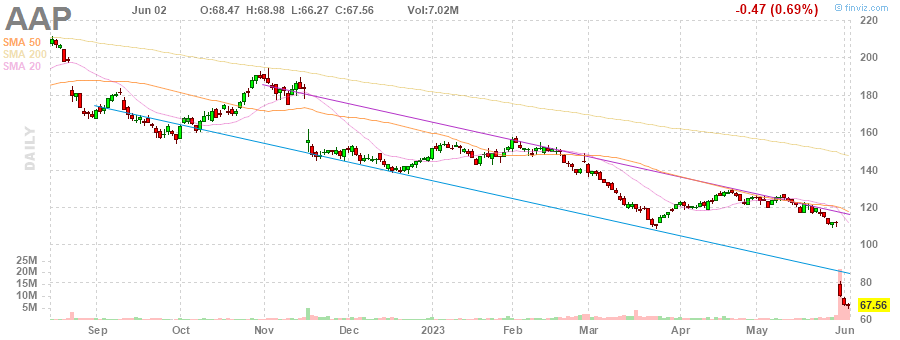 AAP Jun 02 O:68.47 H:68.98 L:66.27 C:67.56 Vol:7.02M -0.47 (0.69%) © finviz.com
SMA 50
SMA 200
SMA 20
DAILY
220
200
180
160
140
120
100
80
67.56
60
25M
20M
15M
10M
5M
Sep Oct Nov Dec 2023 Feb Mar Apr May Jun